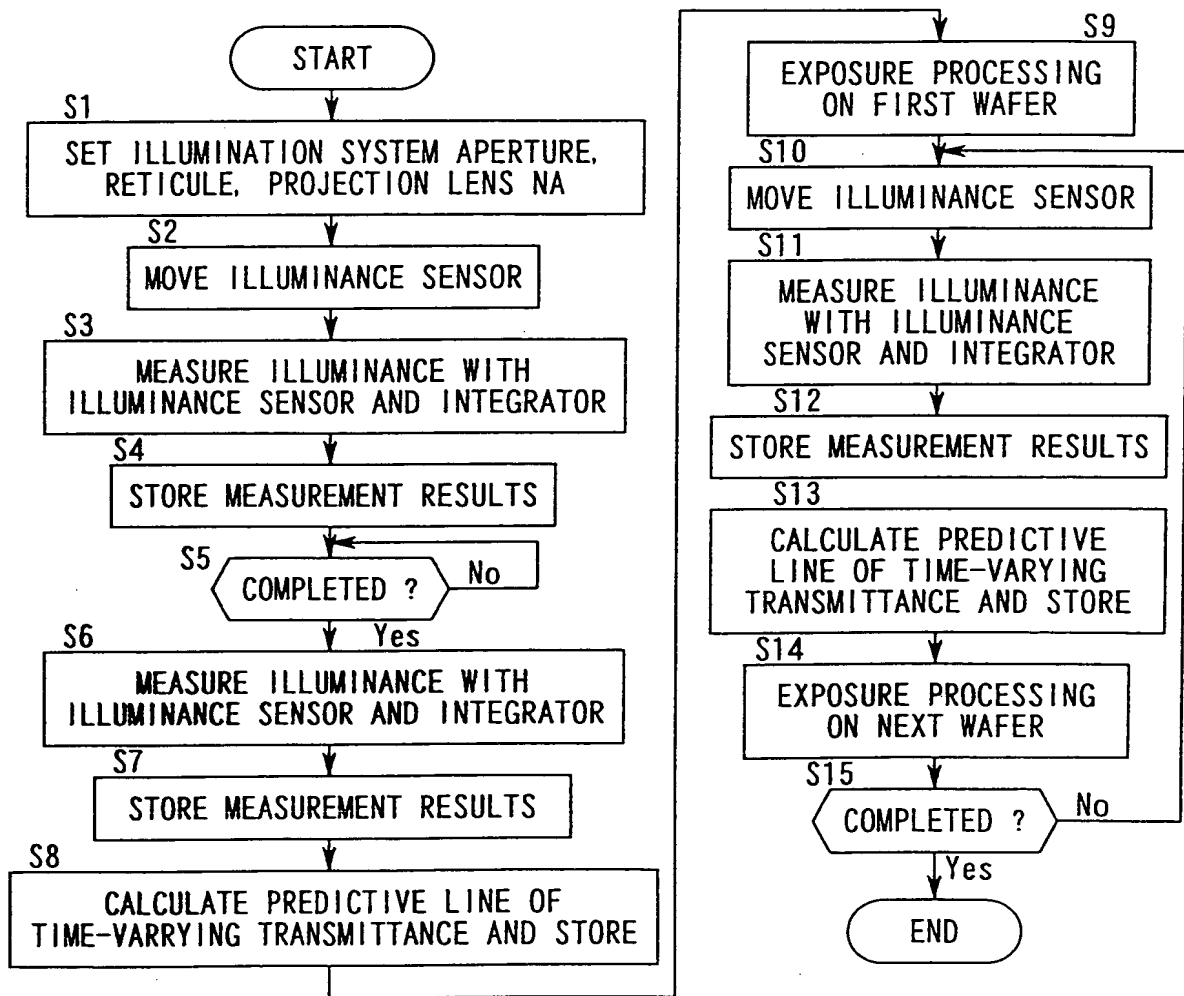 START
S1
SET ILLUMINATION SYSTEM APERTURE,
RETICULE, PROJECTION LENS NA
S2
MOVE ILLUMINANCE SENSOR
S3
MEASURE ILLUMINANCE WITH
ILLUMINANCE SENSOR AND INTEGRATOR
S4
STORE MEASUREMENT RESULTS
S5
COMPLETED ?
No
Yes
S6
MEASURE ILLUMINANCE WITH
ILLUMINANCE SENSOR AND INTEGRATOR
S7
STORE MEASUREMENT RESULTS
S8
CALCULATE PREDICTIVE LINE OF
TIME-VARRYING TRANSMITTANCE AND STORE
S9
EXPOSURE PROCESSING
ON FIRST WAFER
S10
MOVE ILLUMINANCE SENSOR
S11
MEASURE ILLUMINANCE
WITH ILLUMINANCE
SENSOR AND INTEGRATOR
S12
STORE MEASUREMENT RESULTS
S13
CALCULATE PREDICTIVE
LINE OF TIME-VARYING
TRANSMITTANCE AND STORE
S14
EXPOSURE PROCESSING
ON NEXT WAFER
S15
COMPLETED ?
No
Yes
END